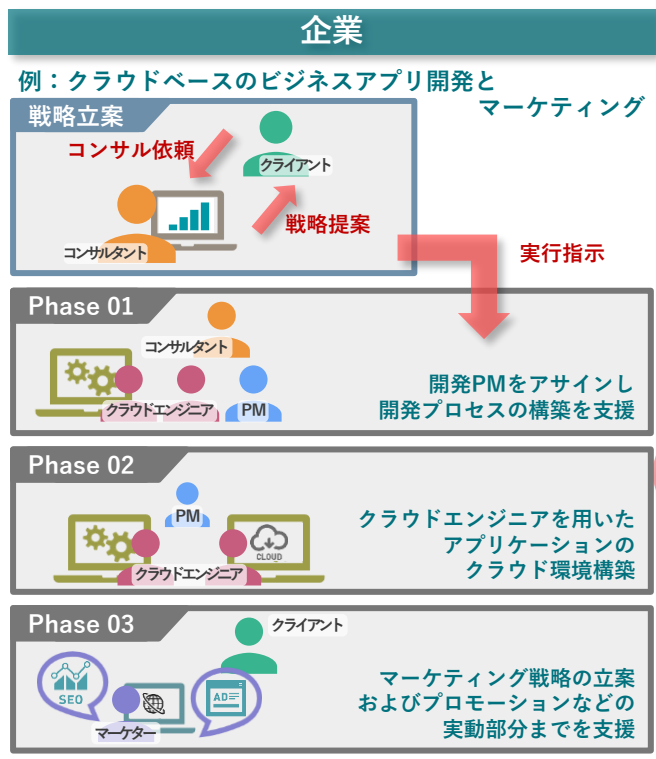 企業
例：クラウドベースのビジネスアプリ開発と
マーケティング
戦略立案
コンサル依頼
クライアント
戦略提案
コンサルタント
実行指示
Phase 01
コンサルタント
クラウドエンジニア
PM
開発PMをアサインし
開発プロセスの構築を支援
Phase 02
PM
CLOUD
クラウドエンジニア
クラウドエンジニアを用いた
アプリケーションの
クラウド環境構築
Phase 03
クライアント
SEO
AD
マーケター
マーケティング戦略の立案
およびプロモーションなどの
実動部分までを支援